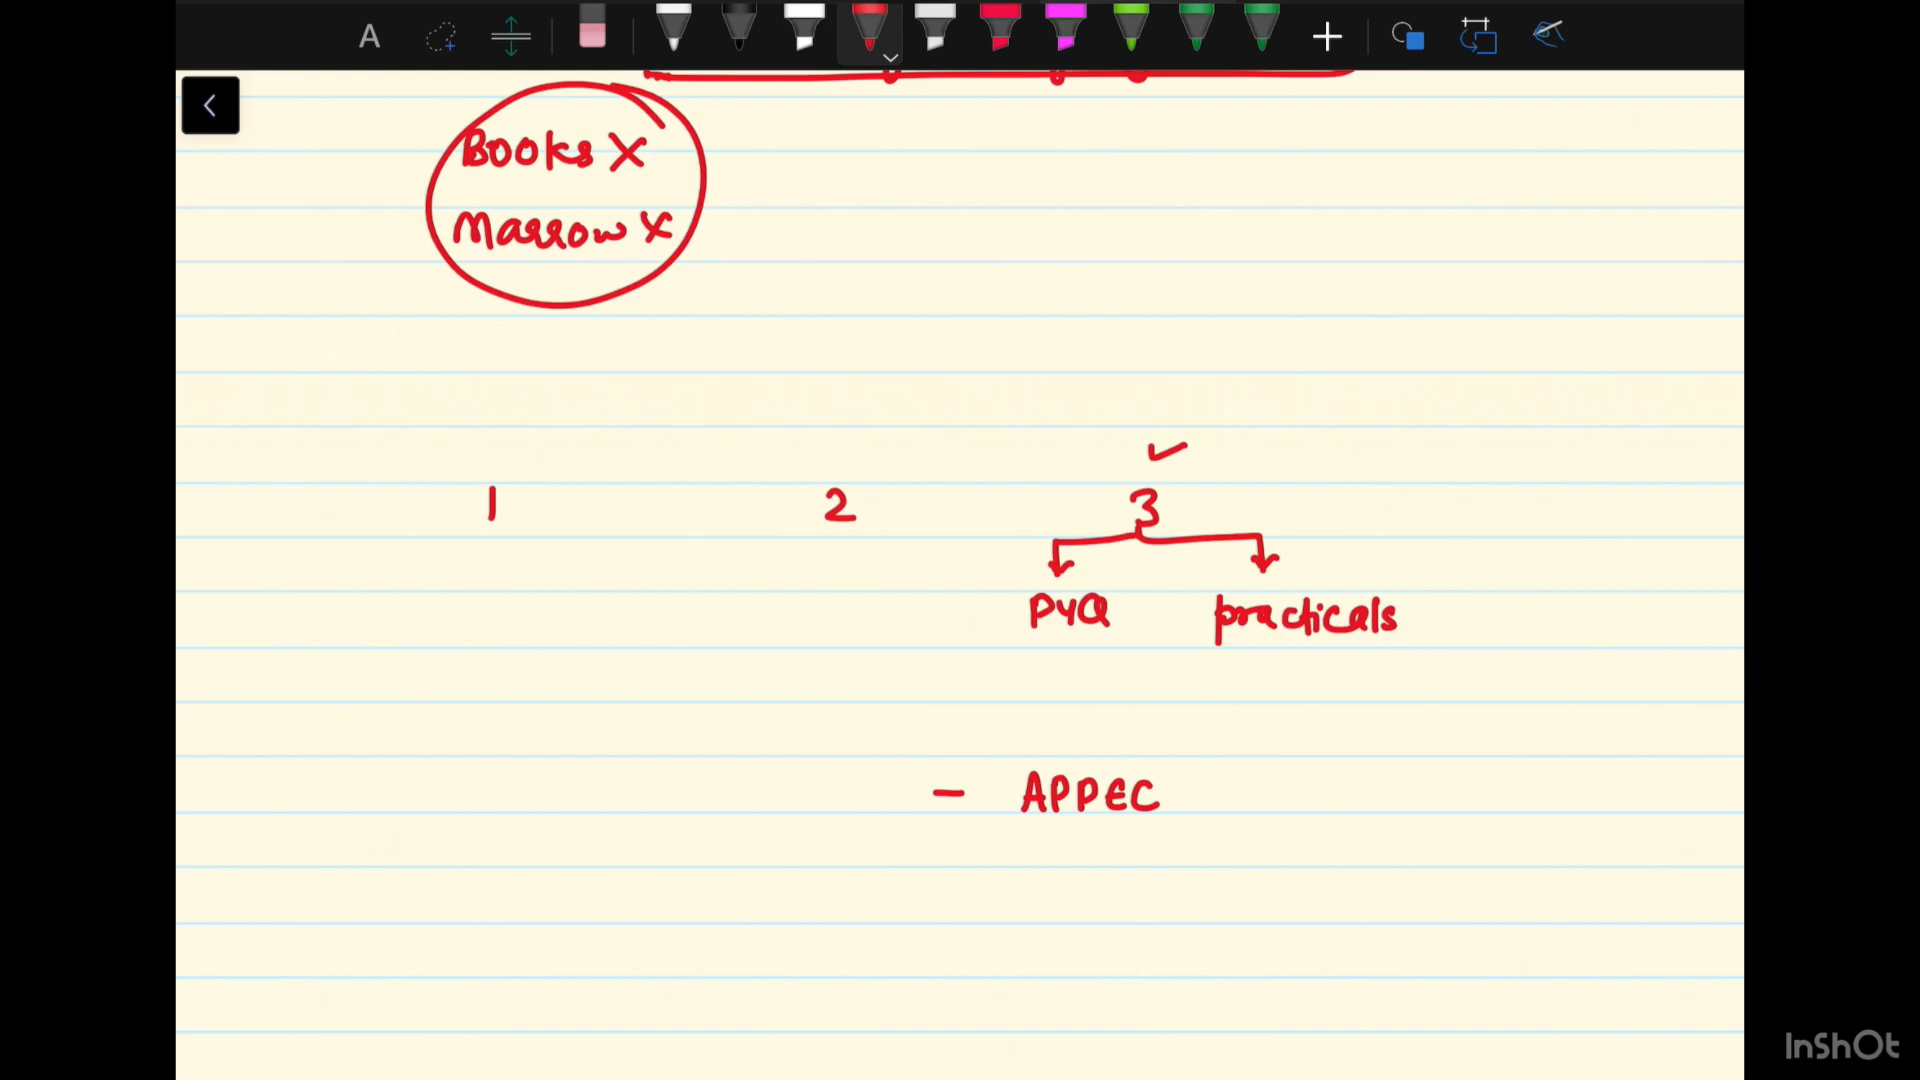 A
Books X
Marrow X
1 2 3
PYQ practicals
- APPEC
InShOt